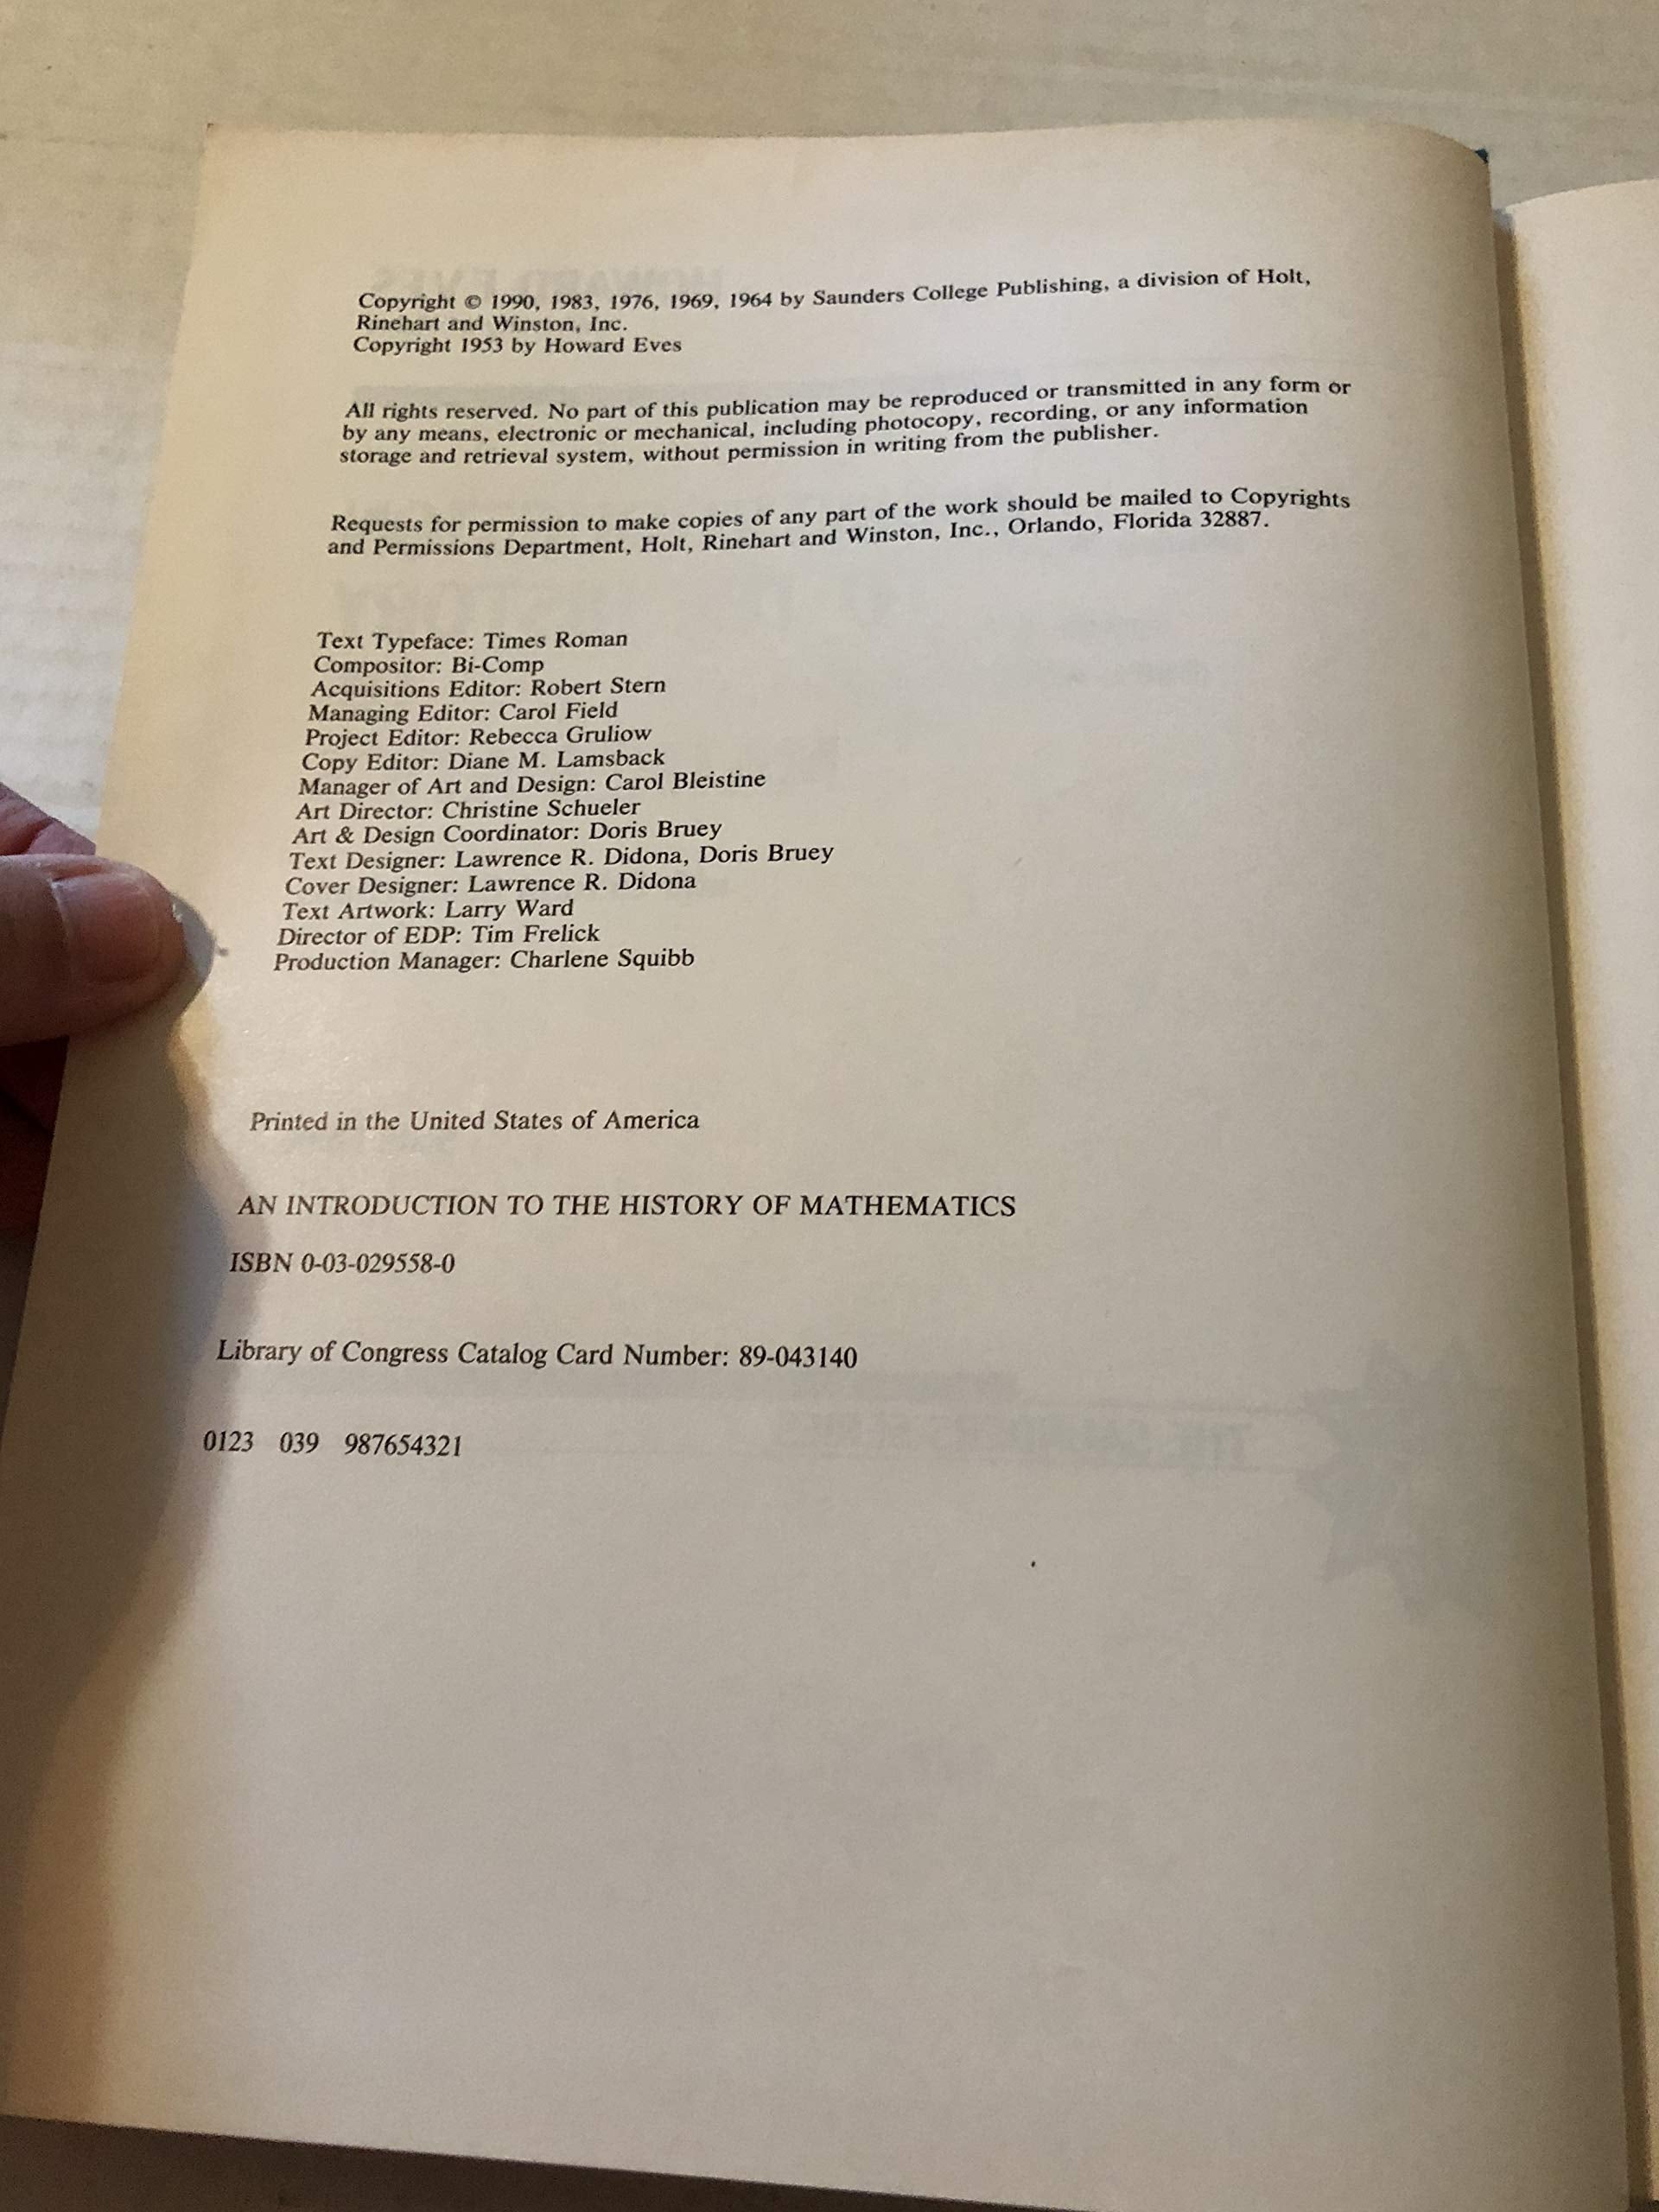 Copyright © 1990, 1983, 1976, 1969, 1964 by Saunders College Publishing, a division of Holt,
Rinehart and Winston, Inc.
Copyright 1953 by Howard Eves
All rights reserved. No part of this publication may be reproduced or transmitted in any form or
by any means, electronic or mechanical, including photocopy, recording, or any information
storage and retrieval system, without permission in writing from the publisher.
Requests for permission to make copies of any part of the work should be mailed to Copyrights
and Permissions Department, Holt, Rinehart and Winston, Inc., Orlando, Florida 32887.
Text Typeface: Times Roman
Compositor: Bi-Comp
Acquisitions Editor: Robert Stern
Managing Editor: Carol Field
Project Editor: Rebecca Gruliow
Copy Editor: Diane M. Lamsback
Manager of Art and Design: Carol Bleistine
Art Director: Christine Schueler
Art & Design Coordinator: Doris Bruey
Text Designer: Lawrence R. Didona, Doris Bruey
Cover Designer: Lawrence R. Didona
Text Artwork: Larry Ward
Director of EDP: Tim Frelick
Production Manager: Charlene Squibb
Printed in the United States of America
AN INTRODUCTION TO THE HISTORY OF MATHEMATICS
ISBN 0-03-029558-0
Library of Congress Catalog Card Number: 89-043140
0123 039 987654321